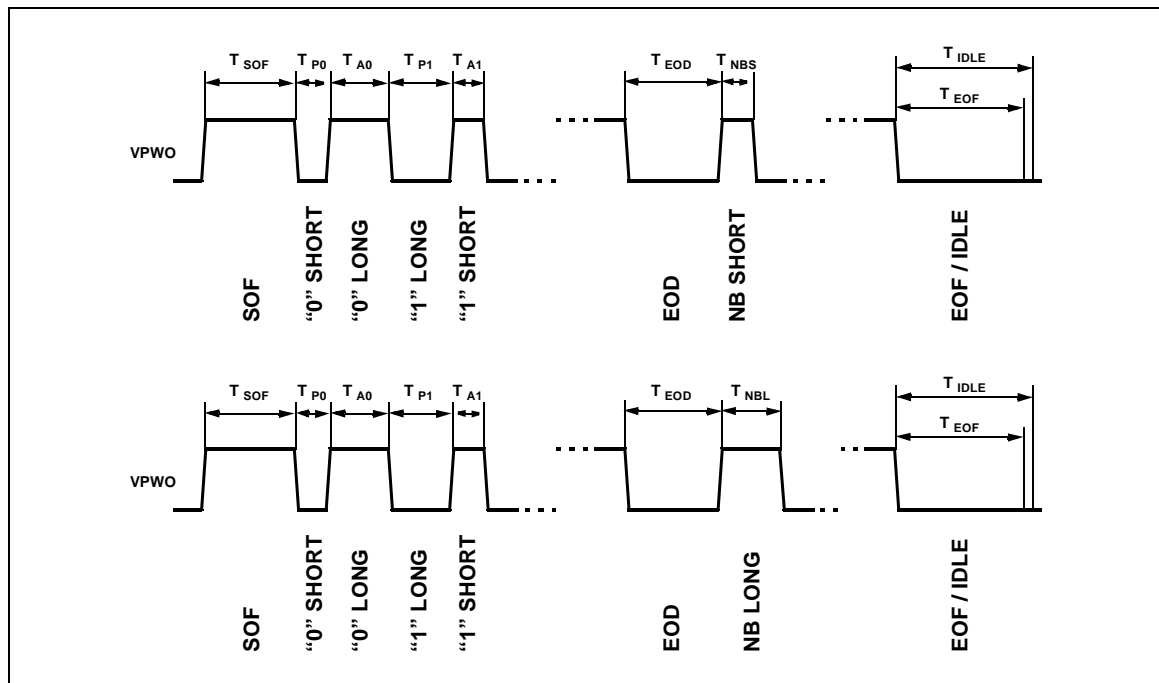 T SOF T P0 T A0 T P1 T A1 T EOD T NBS T IDLE
T EOF
VPWO
SOF
“0” SHORT
“0” LONG
“1” LONG
“1” SHORT
EOD
NB SHORT
EOF / IDLE
T SOF T P0 T A0 T P1 T A1 T EOD T NBL T IDLE
T EOF
VPWO
SOF
“0” SHORT
“0” LONG
“1” LONG
“1” SHORT
EOD
NB LONG
EOF / IDLE